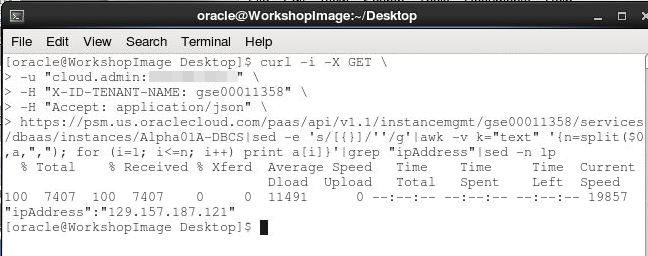 oracle@WorkshopImage:~/Desktop
File Edit View Search Terminal Help
[oracle@WorkshopImage Desktop]$ curl -i -X GET \
> -u "cloud.admin: " \
> -H "X-ID-TENANT-NAME: gse00011358" \
> -H "Accept: application/json" \
> https://psm.us.oraclecloud.com/paas/api/v1.1/instancemgmt/gse00011358/services
/dbaas/instances/Alpha01A-DBCS|sed -e 's/[{}]/''/g'|awk -v k="text" '{n=split($0
,a,","); for (i=1; i<=n; i++) print a[i]}'|grep "ipAddress"|sed -n 1p
% Total % Received % Xferd Average Speed Time Time Time Current
Dload Upload Total Spent Left Speed
100 7407 100 7407 0 0 11491 0 --:--:-- --:--:-- --:--:-- 19857
"ipAddress":"129.157.187.121"
[oracle@WorkshopImage Desktop]$